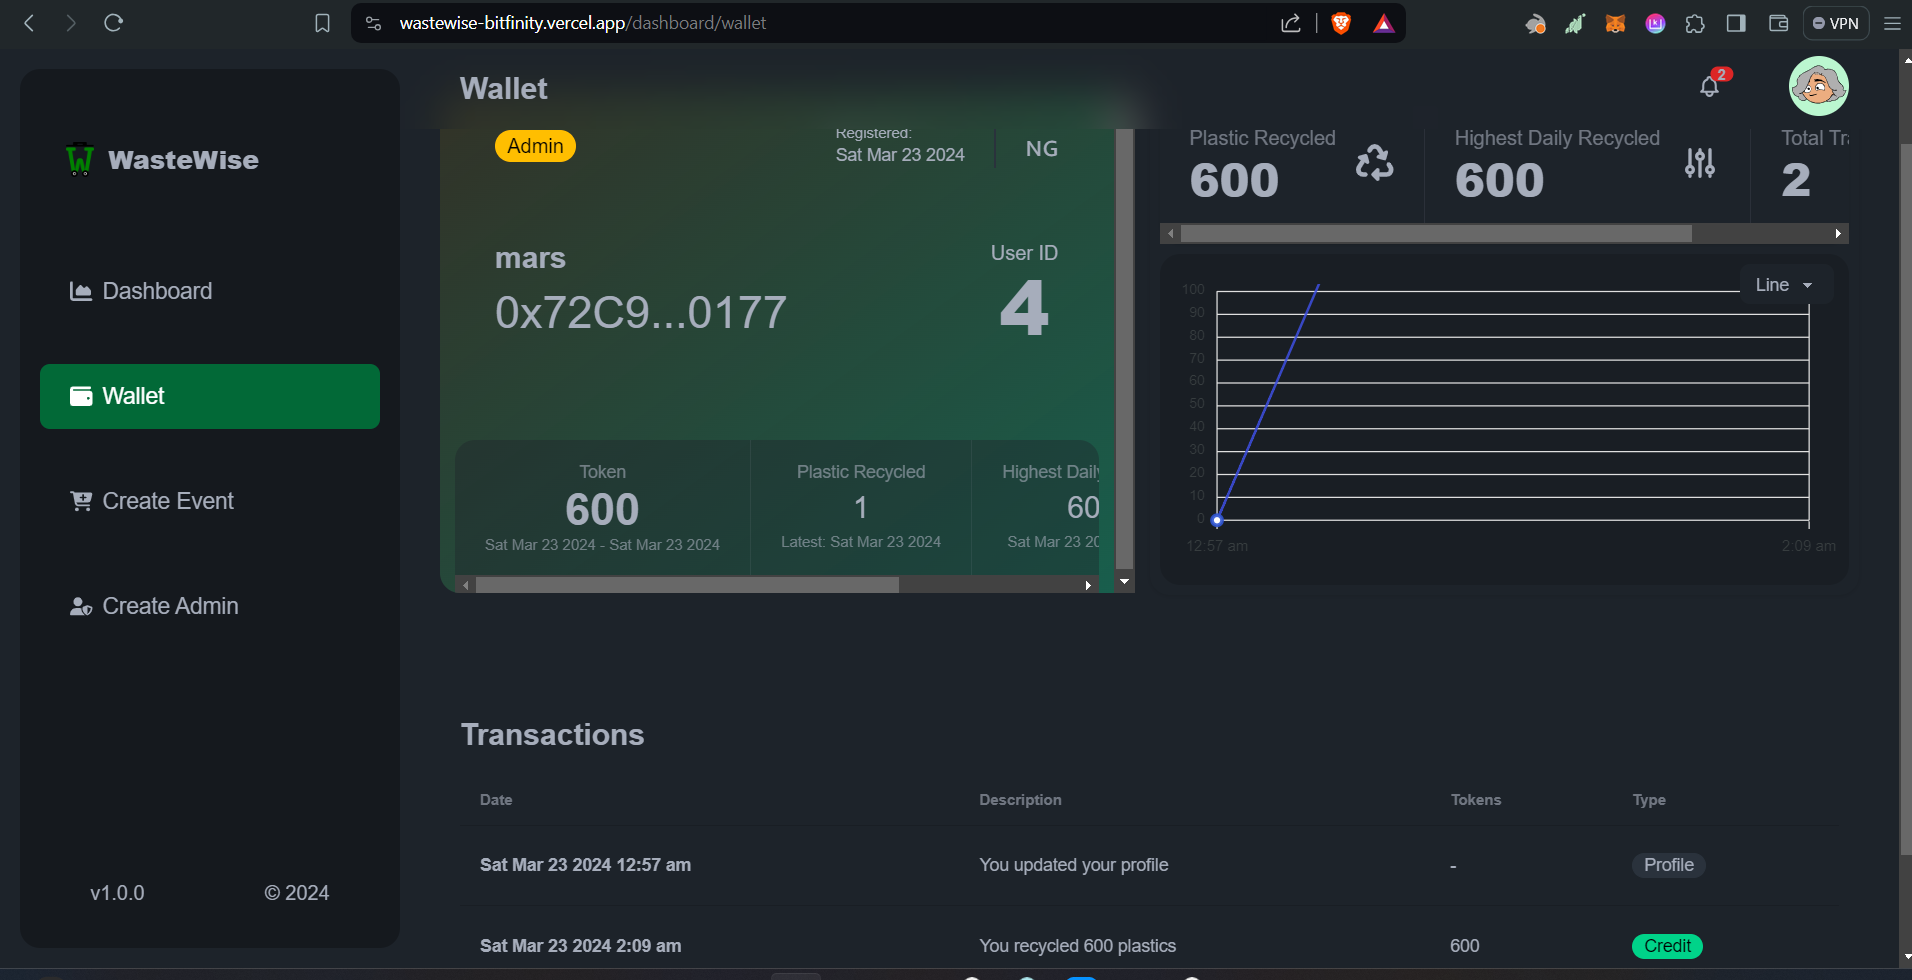 wastewise-bitfinity.vercel.app/dashboard/wallet
VPN
WasteWise
Dashboard
Wallet
Create Event
Create Admin
v1.0.0
© 2024
Wallet
2
Admin
Registered:
Sat Mar 23 2024
NG
mars
0x72C9...0177
User ID
4
Token
600
Sat Mar 23 2024 - Sat Mar 23 2024
Plastic Recycled
1
Latest: Sat Mar 23 2024
Highest Daily
60
Sat Mar 23 20
Plastic Recycled
600
Highest Daily Recycled
600
Total Tra
2
Line
100
90
80
70
60
50
40
30
20
10
0
12:57 am
2:09 am
Transactions
Date Description Tokens Type
Sat Mar 23 2024 12:57 am You updated your profile - Profile
Sat Mar 23 2024 2:09 am You recycled 600 plastics 600 Credit